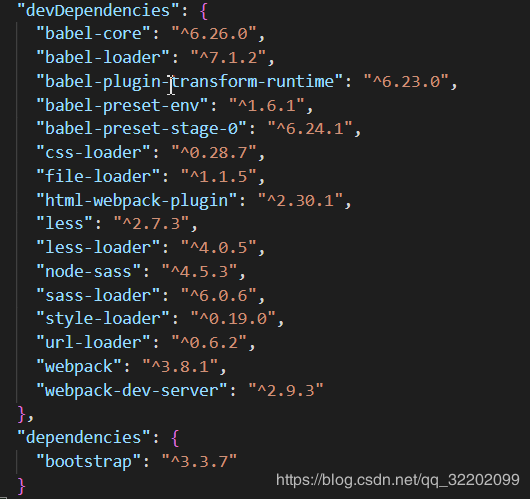 "devDependencies": {
"babel-core": "^6.26.0",
"babel-loader": "^7.1.2",
"babel-plugin-transform-runtime": "^6.23.0",
"babel-preset-env": "^1.6.1",
"babel-preset-stage-0": "^6.24.1",
"css-loader": "^0.28.7",
"file-loader": "^1.1.5",
"html-webpack-plugin": "^2.30.1",
"less": "^2.7.3",
"less-loader": "^4.0.5",
"node-sass": "^4.5.3",
"sass-loader": "^6.0.6",
"style-loader": "^0.19.0",
"url-loader": "^0.6.2",
"webpack": "^3.8.1",
"webpack-dev-server": "^2.9.3"
},
"dependencies": {
"bootstrap": "^3.3.7"
}
https://blog.csdn.net/qq_32202099